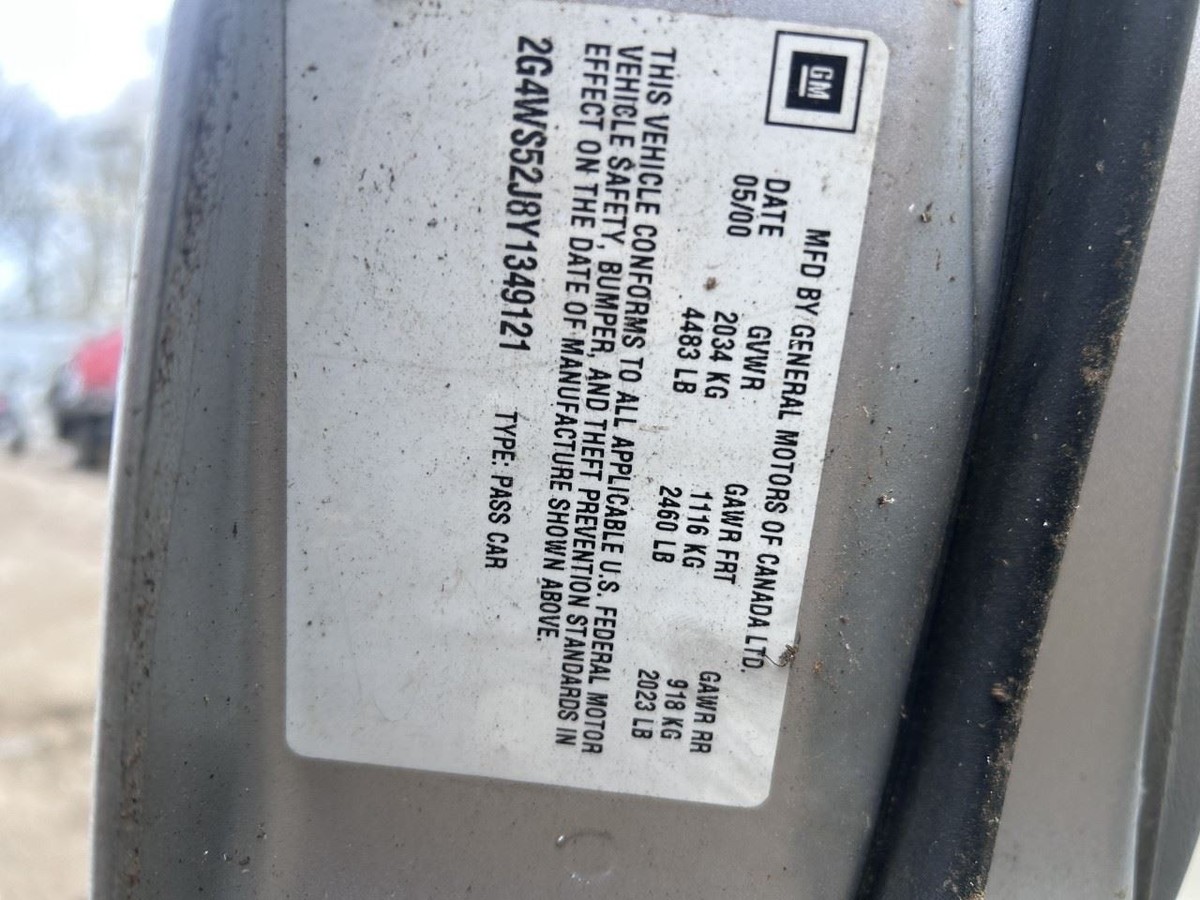 GM
MFD BY GENERAL MOTORS OF CANADA LTD.
DATE GVWR GAWR FRT GAWR RR
05/00 2034 KG 1116 KG 918 KG
4483 LB 2460 LB 2023 LB
THIS VEHICLE CONFORMS TO ALL APPLICABLE U.S. FEDERAL MOTOR
VEHICLE SAFETY, BUMPER, AND THEFT PREVENTION STANDARDS IN
EFFECT ON THE DATE OF MANUFACTURE SHOWN ABOVE.
2G4WS52J8Y1349121 TYPE: PASS CAR